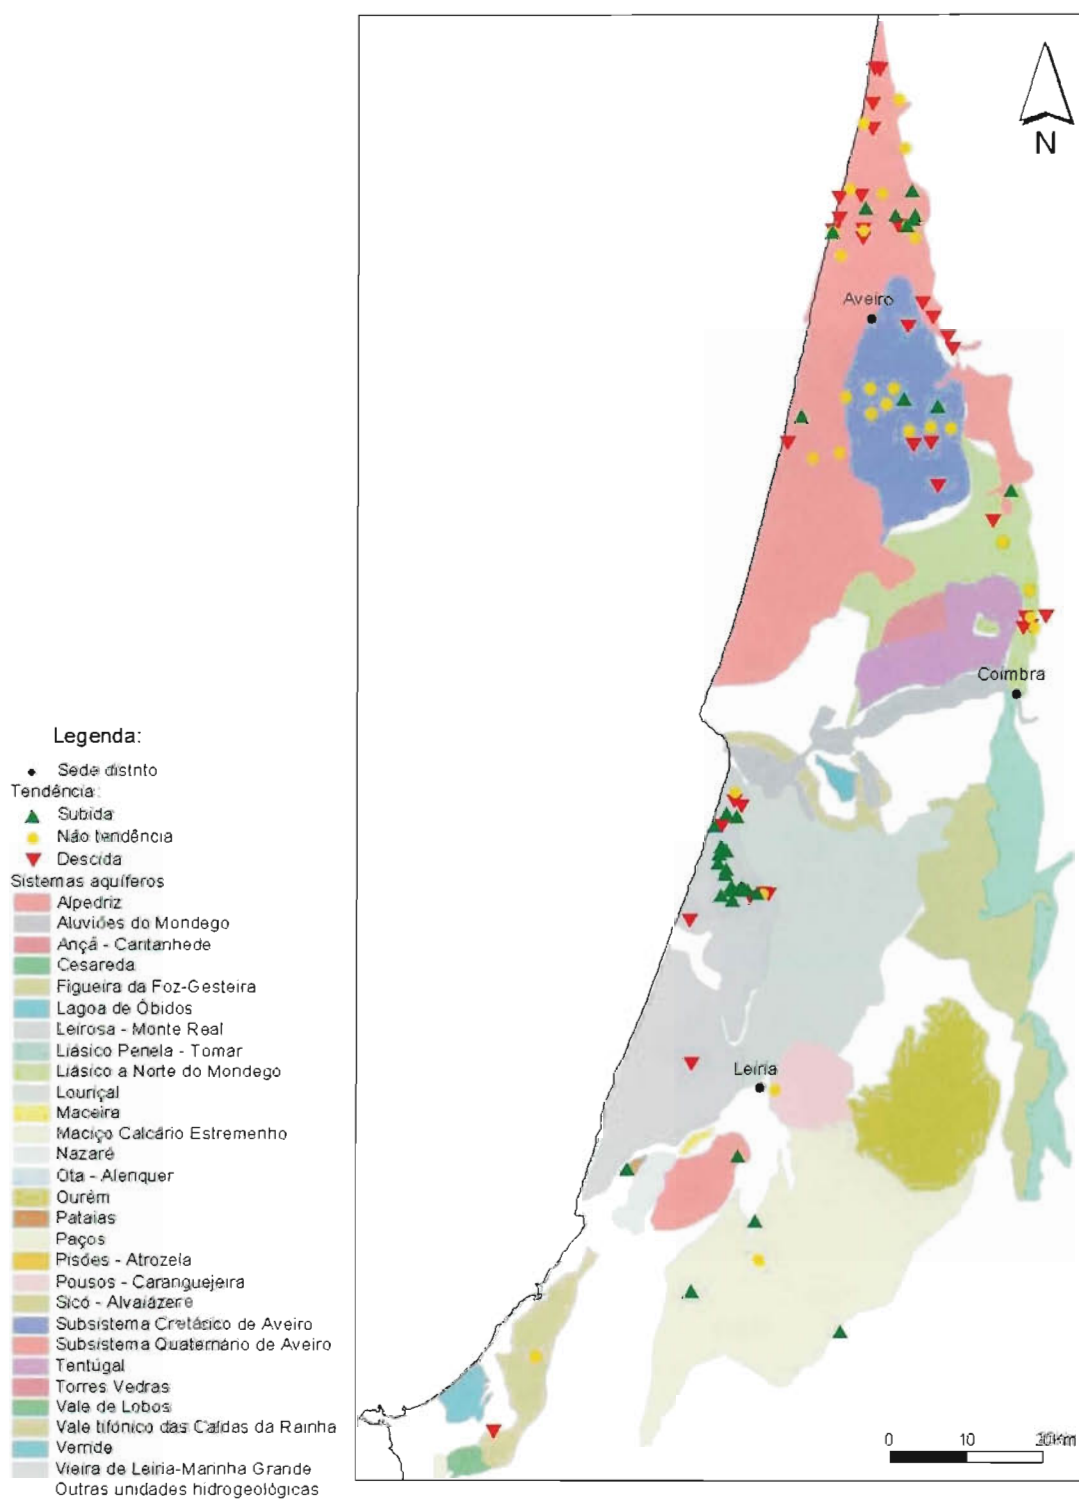 N
Aveiro
Coimbra
Leiria
Legenda:
Sede distnto
Tendência:
Subida
Não tendência
Descida
Sistemas aquíferos
Alpedriz
Aluviões do Mondego
Ançã - Cantanhede
Cesareda
Figueira da Foz-Gesteira
Lagoa de Óbidos
Leirosa - Monte Real
Liásico Penela - Tomar
Liásico a Norte do Mondego
Louriçal
Maceira
Maciço Calcário Estremenho
Nazaré
Ota - Alenquer
Ourém
Pataias
Paços
Pisões - Atrozela
Pousos - Caranguejeira
Sicó - Alvaiázere
Subsistema Cretácico de Aveiro
Subsistema Quaternário de Aveiro
Tentúgal
Torres Vedras
Vale de Lobos
Vale tifónico das Caldas da Rainha
Verride
Vieira de Leiria-Marinha Grande
Outras unidades hidrogeológicas
0 10 20km